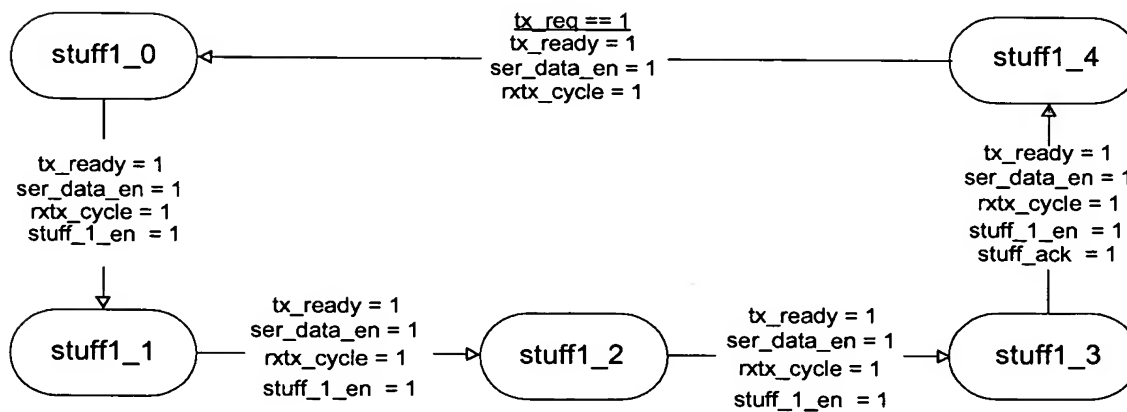 stuff1_0
tx_req == 1
tx_ready = 1
ser_data_en = 1
rxtx_cycle = 1
stuff1_4
tx_ready = 1
ser_data_en = 1
rxtx_cycle = 1
stuff_1_en = 1
tx_ready = 1
ser_data_en = 1
rxtx_cycle = 1
stuff_1_en = 1
stuff_ack = 1
stuff1_1
tx_ready = 1
ser_data_en = 1
rxtx_cycle = 1
stuff_1_en = 1
stuff1_2
tx_ready = 1
ser_data_en = 1
rxtx_cycle = 1
stuff_1_en = 1
stuff1_3